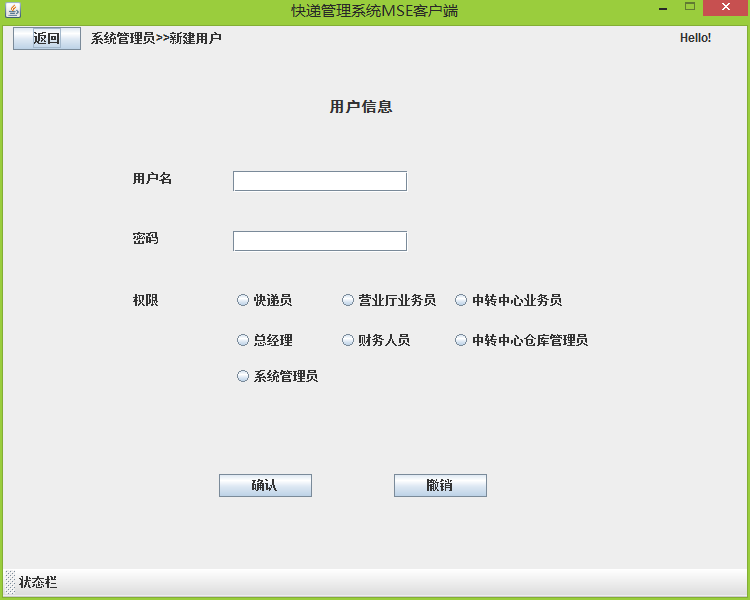 快递管理系统MSE客户端
返回 系统管理员>>新建用户 Hello!
用户信息
用户名
密码
权限 快递员 营业厅业务员 中转中心业务员
总经理 财务人员 中转中心仓库管理员
系统管理员
确认 撤销
状态栏